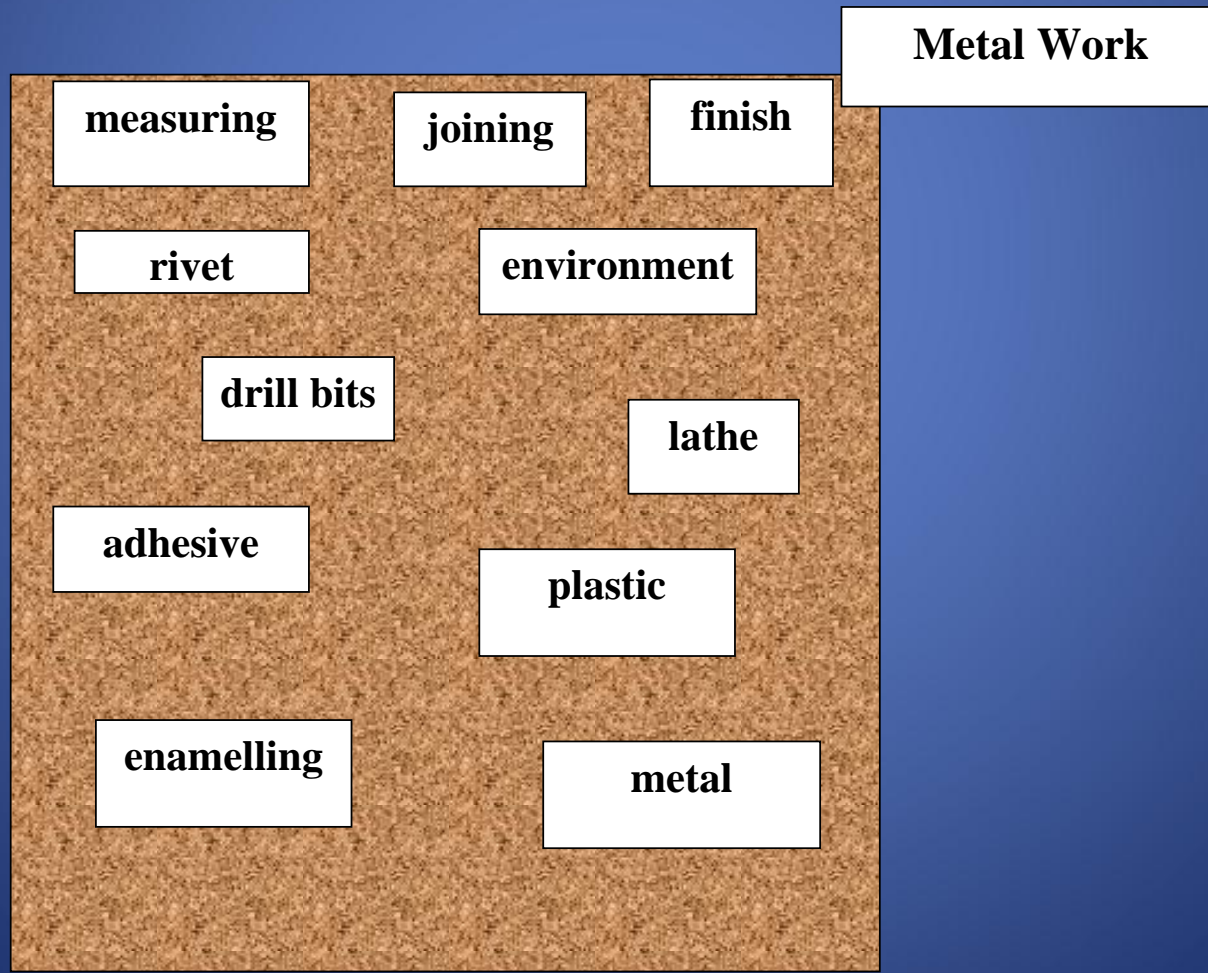 Metal Work
measuring
joining
finish
rivet
environment
drill bits
lathe
adhesive
plastic
enamelling
metal